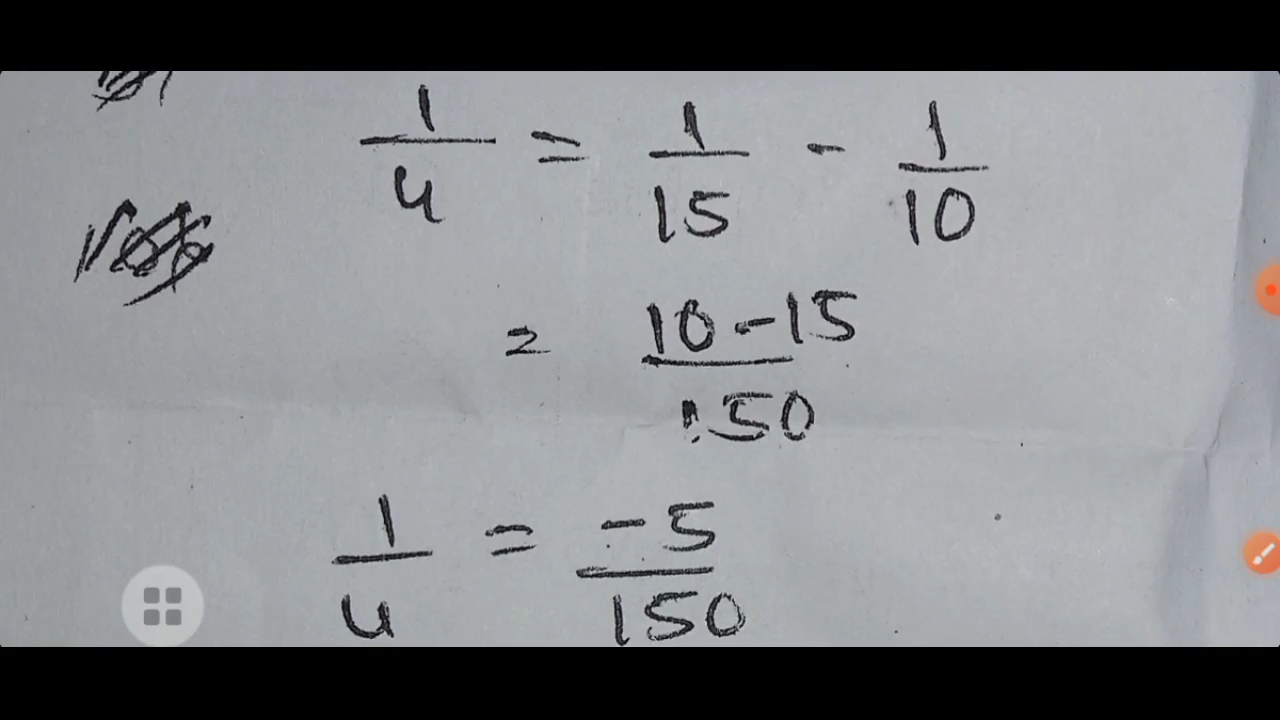 1/u = 1/15 - 1/10
= 10-15/150
1/u = -5/150